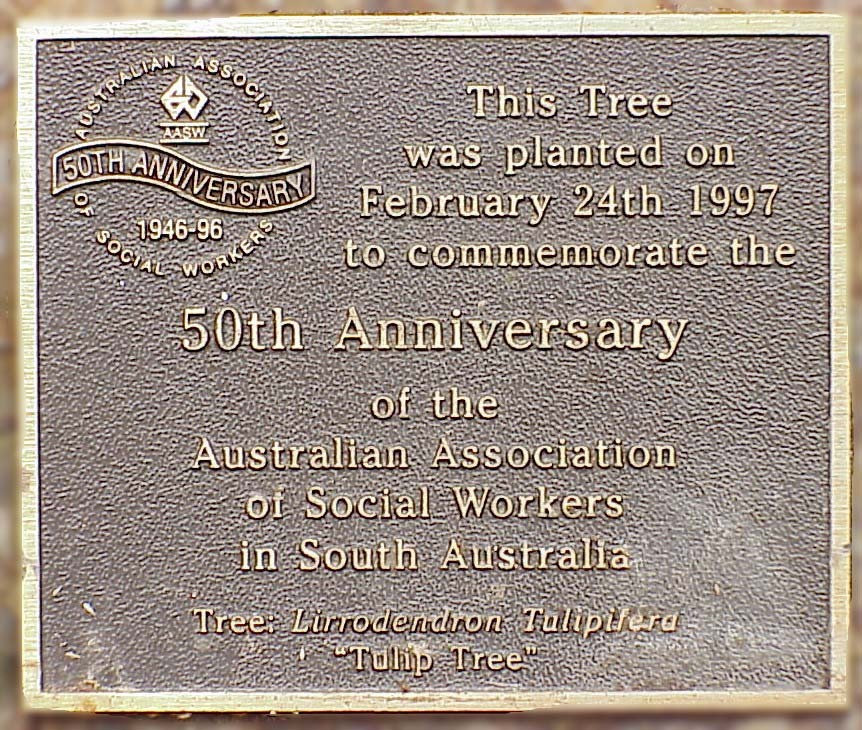 AUSTRALIAN ASSOCIATION
AASW
50TH ANNIVERSARY
1946-96
OF SOCIAL WORKERS
This Tree
was planted on
February 24th 1997
to commemorate the
50th Anniversary
of the
Australian Association
of Social Workers
in South Australia
Tree: Lirrodendron Tulipifera
"Tulip Tree"